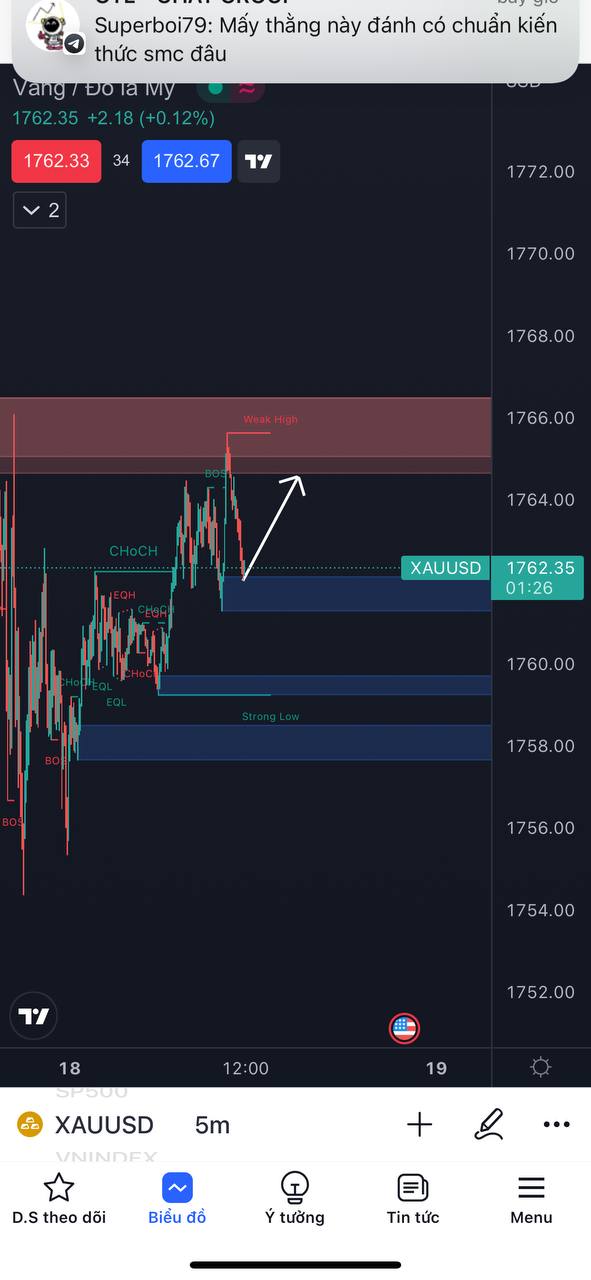 Superboi79: Mấy thằng này đánh có chuẩn kiến
thức smc đâu
Vàng / Đô la Mỹ
1762.35 +2.18 (+0.12%)
1762.33 34 1762.67
2
1772.00
1770.00
1768.00
1766.00
Weak High
BOS
1764.00
CHoCH
XAUUSD 1762.35
01:26
EQH
CHoCH
EQH
CHoCH
1760.00
CHoCH
EQL
EQL
Strong Low
1758.00
BOS
1756.00
BOS
1754.00
1752.00
18 12:00 19
SP500
XAUUSD 5m
VNINDEX
D.S theo dõi Biểu đồ Ý tưởng Tin tức Menu